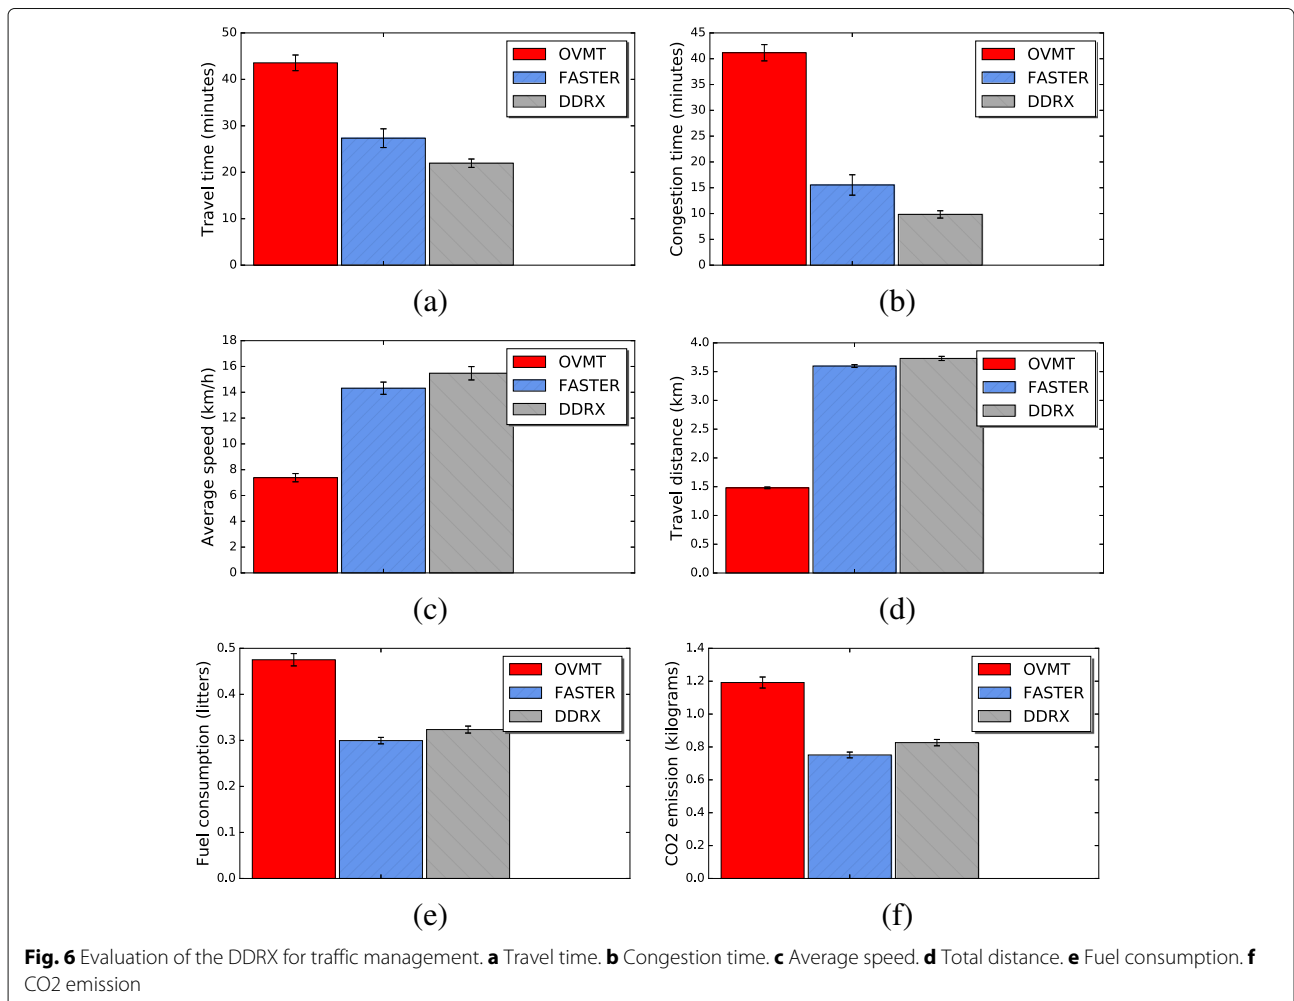 50
40
30
20
10
0
Travel time (minutes)
OVMT
FASTER
DDRX
(a)
45
40
35
30
25
20
15
10
5
0
Congestion time (minutes)
OVMT
FASTER
DDRX
(b)
18
16
14
12
10
8
6
4
2
0
Average speed (km/h)
OVMT
FASTER
DDRX
(c)
4.0
3.5
3.0
2.5
2.0
1.5
1.0
0.5
0.0
Travel distance (km)
OVMT
FASTER
DDRX
(d)
0.5
0.4
0.3
0.2
0.1
0.0
Fuel consumption (litters)
OVMT
FASTER
DDRX
(e)
1.4
1.2
1.0
0.8
0.6
0.4
0.2
0.0
CO2 emission (kilograms)
OVMT
FASTER
DDRX
(f)
Fig. 6 Evaluation of the DDRX for traffic management. a Travel time. b Congestion time. c Average speed. d Total distance. e Fuel consumption. f
CO2 emission